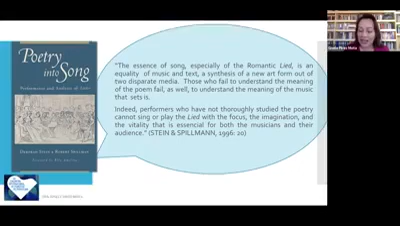 Poetry
into
Song
Performance and Analysis of Lieder
DEBORAH STEIN & ROBERT SPILLMAN
"The essence of song, especially of the Romantic Lied, is an
equality of music and text, a synthesis of a new art form out of
two disparate media. Those who fail to understand the meaning
of the poem fail, as well, to understand the meaning of the music
that sets is.
Indeed, performers who have not thoroughly studied the poetry
cannot sing or play the Lied with the focus, the imagination, and
the vitality that is essential for both the musicians and their
audience." (STEIN & SPILLMANN, 1996: 20)